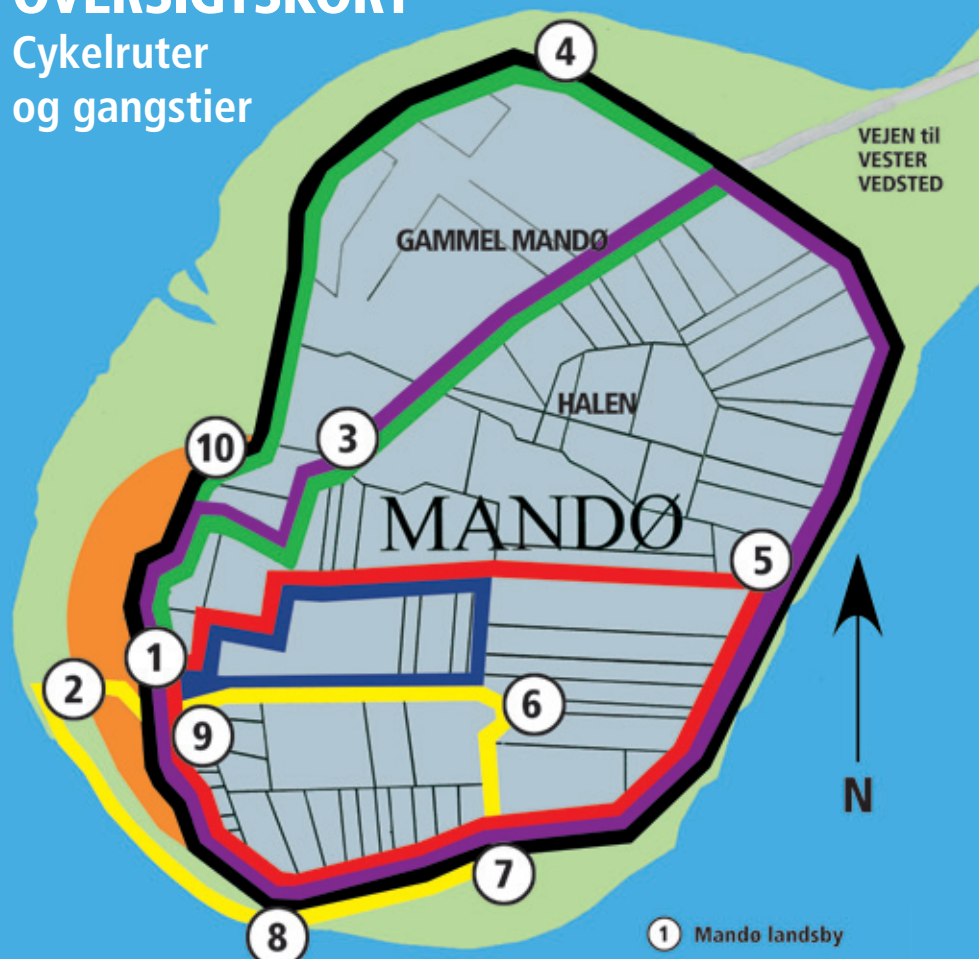 OVERSIGTSKORT
Cykelruter
og gangstier
4
VEJEN til
VESTER
VEDSTED
GAMMEL MANDØ
HALEN
10
3
MANDØ
5
1
2
6
9
N
7
8
1 Mandø landsby